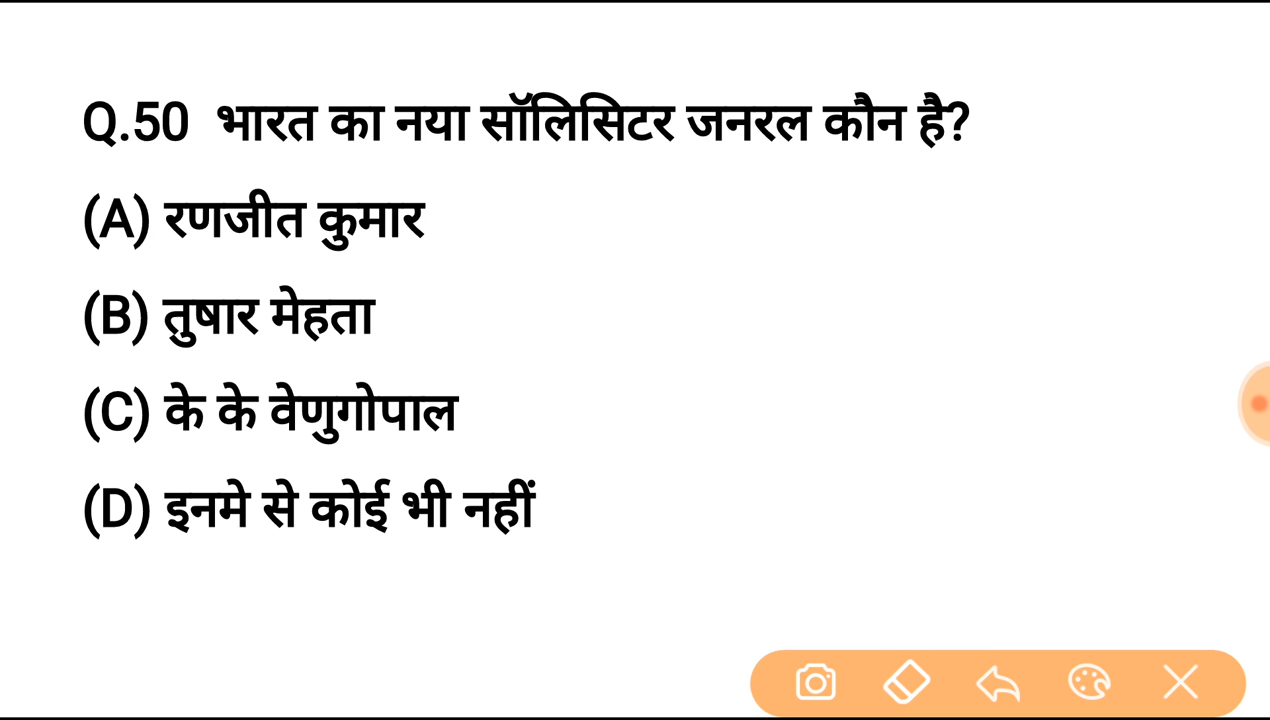 Q.50 भारत का नया सॉलिसिटर जनरल कौन है?
(A) रणजीत कुमार
(B) तुषार मेहता
(C) के के वेणुगोपाल
(D) इनमे से कोई भी नहीं